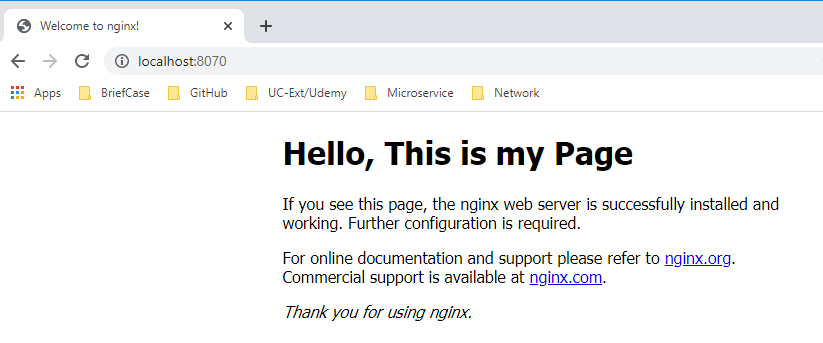 Welcome to nginx!
localhost:8070
Apps BriefCase GitHub UC-Ext/Udemy Microservice Network
Hello, This is my Page
If you see this page, the nginx web server is successfully installed and
working. Further configuration is required.
For online documentation and support please refer to nginx.org.
Commercial support is available at nginx.com.
Thank you for using nginx.